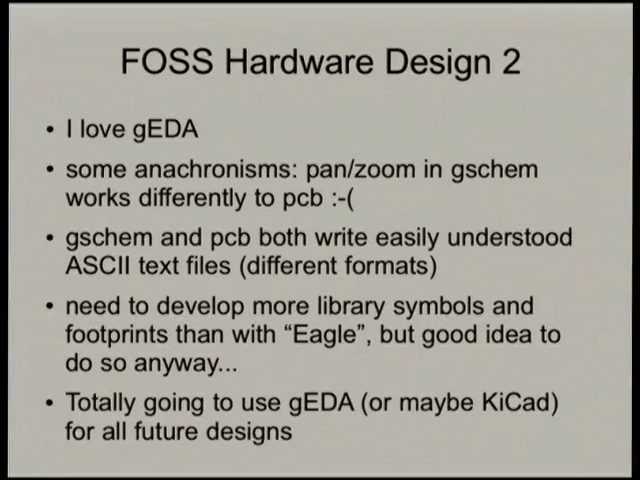 FOSS Hardware Design 2
• I love gEDA
• some anachronisms: pan/zoom in gschem
works differently to pcb :-(
• gschem and pcb both write easily understood
ASCII text files (different formats)
• need to develop more library symbols and
footprints than with “Eagle”, but good idea to
do so anyway...
• Totally going to use gEDA (or maybe KiCad)
for all future designs